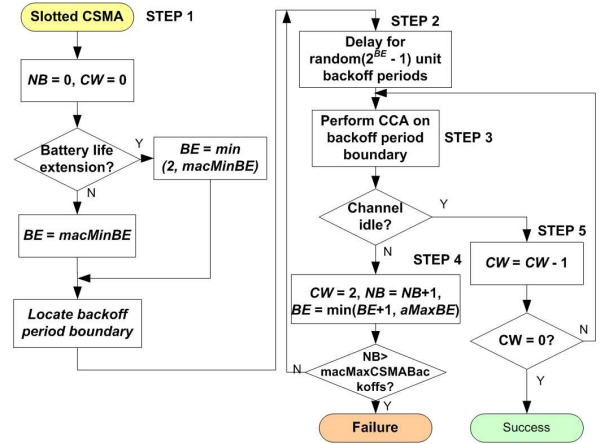 Slotted CSMA
STEP 1
NB = 0, CW = 0
Battery life
extension?
Y
BE = min
(2, macMinBE)
N
BE = macMinBE
Locate backoff
period boundary
STEP 2
Delay for
random(2^BE - 1) unit
backoff periods
Perform CCA on
backoff period
boundary
STEP 3
Channel
idle?
Y
N
STEP 4
CW = 2, NB = NB+1,
BE = min(BE+1, aMaxBE)
NB>
macMaxCSMABac
koffs?
N
Y
Failure
STEP 5
CW = CW - 1
CW = 0?
N
Y
Success